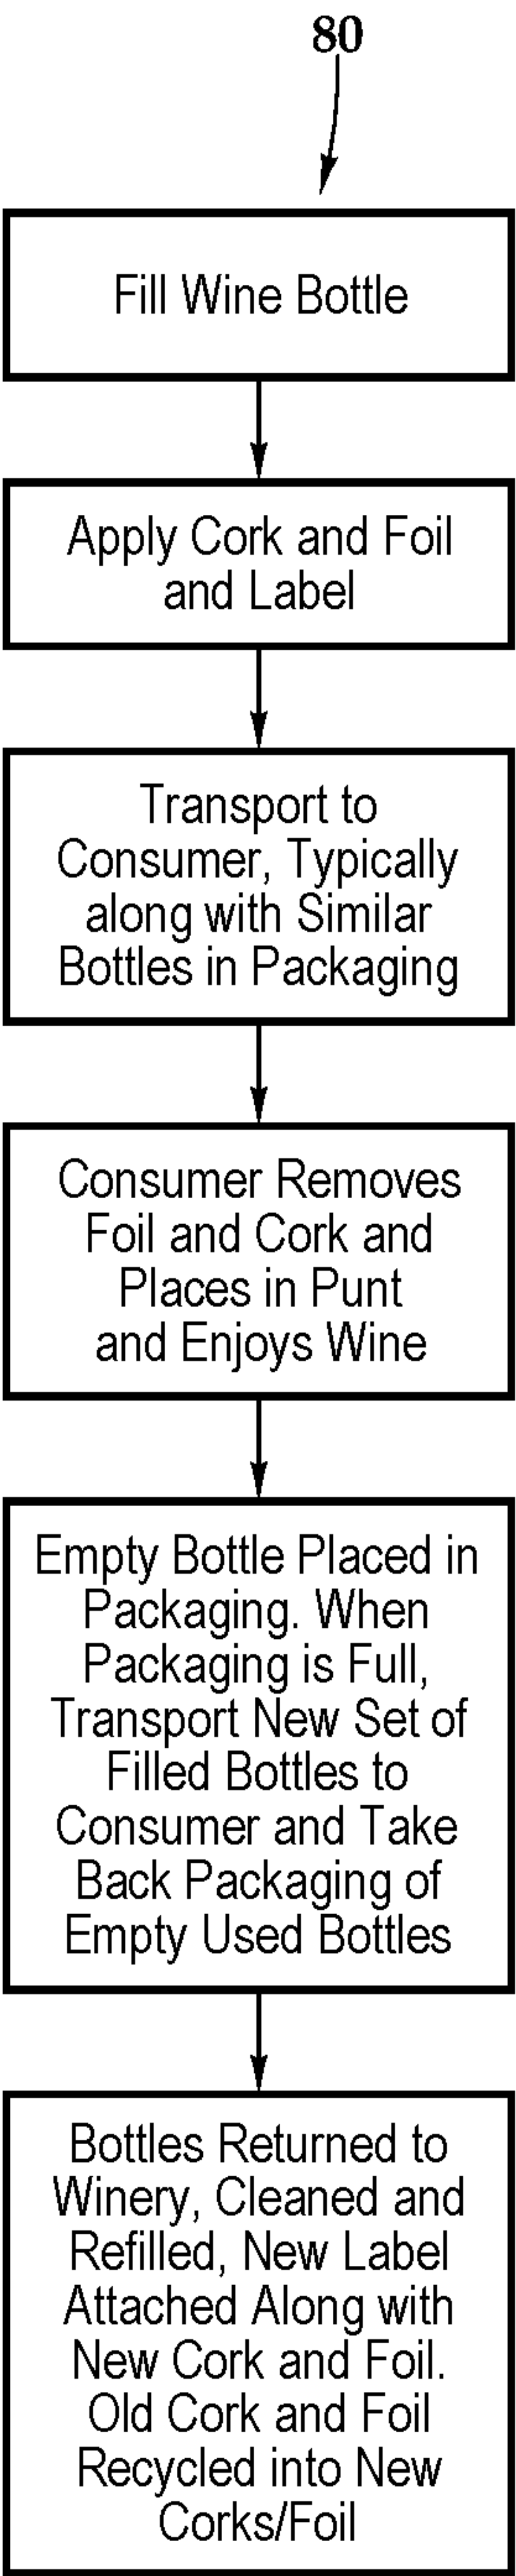 80
Fill Wine Bottle
Apply Cork and Foil
and Label
Transport to
Consumer, Typically
along with Similar
Bottles in Packaging
Consumer Removes
Foil and Cork and
Places in Punt
and Enjoys Wine
Empty Bottle Placed in
Packaging. When
Packaging is Full,
Transport New Set of
Filled Bottles to
Consumer and Take
Back Packaging of
Empty Used Bottles
Bottles Returned to
Winery, Cleaned and
Refilled, New Label
Attached Along with
New Cork and Foil.
Old Cork and Foil
Recycled into New
Corks/Foil